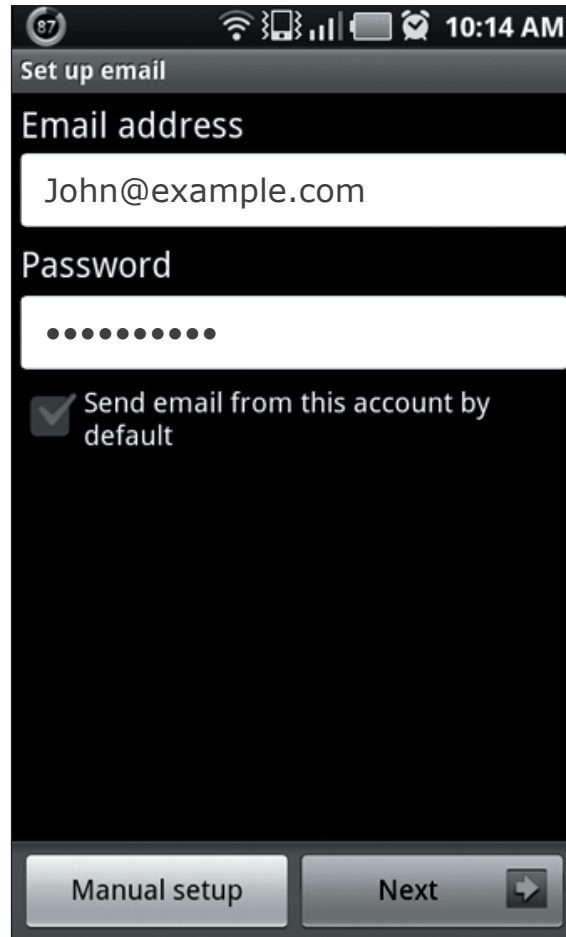 87
10:14 AM
Set up email
Email address
John@example.com
Password
••••••••••
Send email from this account by
default
Manual setup
Next